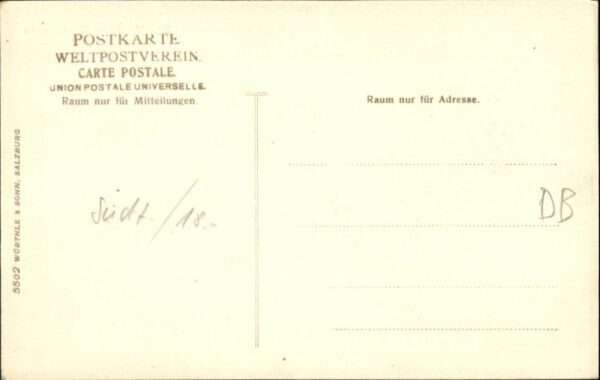 POSTKARTE
WELTPOSTVEREIN.
CARTE POSTALE.
UNION POSTALE UNIVERSELLE.
Raum nur für Mitteilungen.
Raum nur für Adresse.
5502 WÜRTHLE & SOHN, SALZBURG
Südt. / 18.-
DB